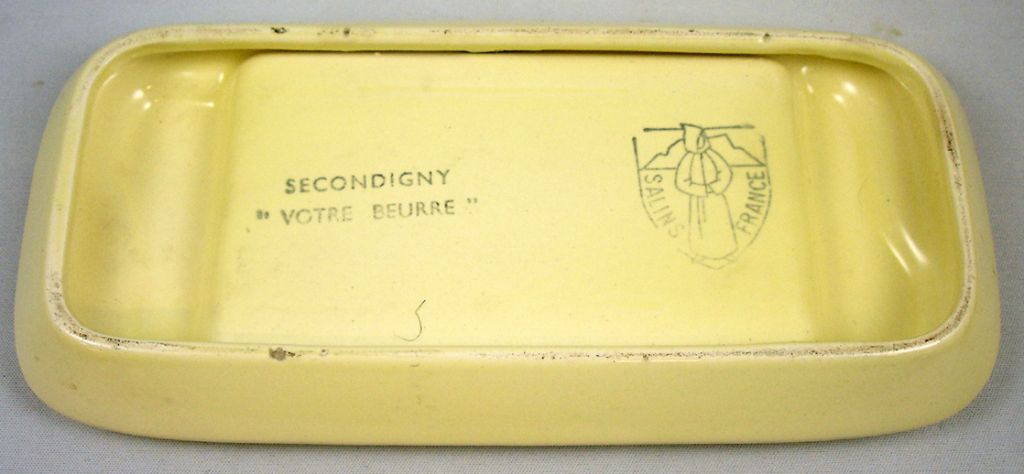 SECONDIGNY
" VOTRE BEURRE "
SALINS
FRANCE